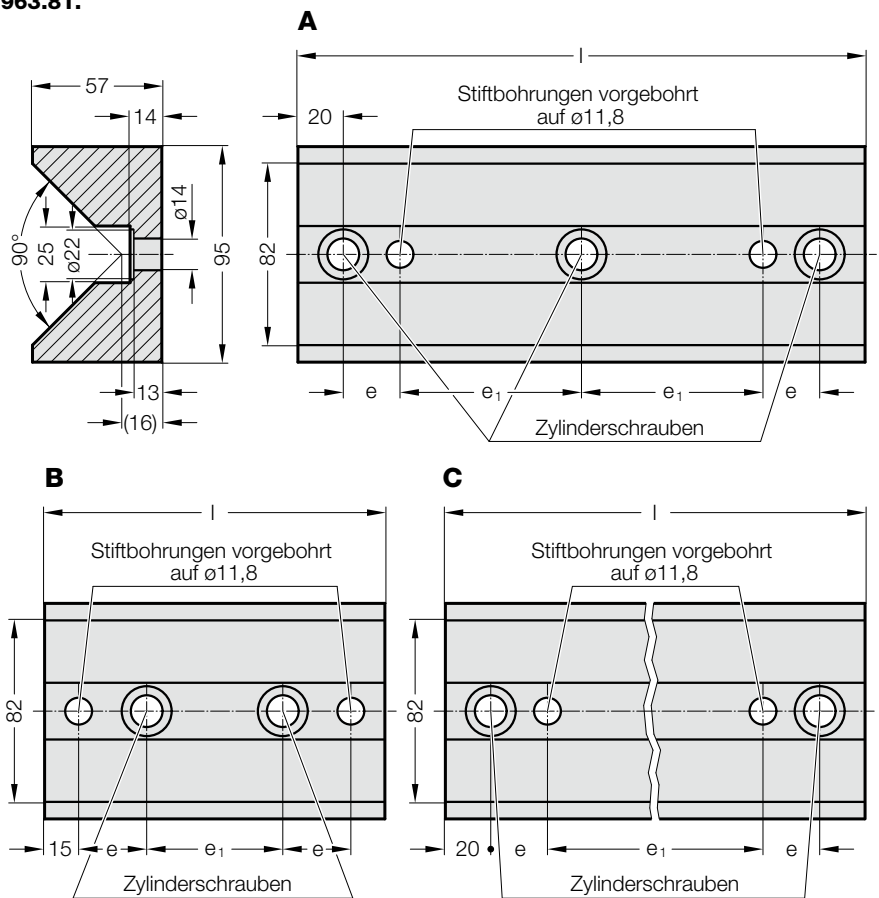 963.81.
A
l
57
14
20
Stiftbohrungen vorgebohrt
auf ø11,8
90°
25
ø22
ø14
95
82
13
(16)
e
e₁
e₁
e
Zylinderschrauben
B
l
Stiftbohrungen vorgebohrt
auf ø11,8
82
15
e
e₁
e
Zylinderschrauben
C
l
Stiftbohrungen vorgebohrt
auf ø11,8
82
20
e
e₁
e
Zylinderschrauben